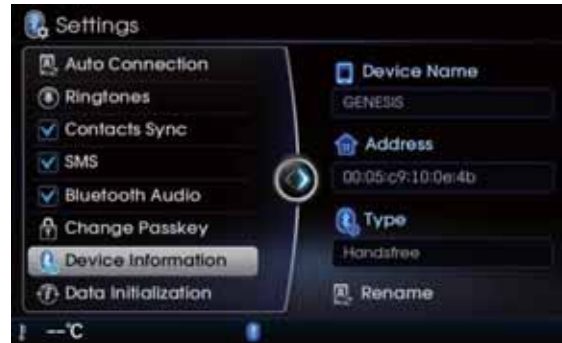 Settings
Auto Connection
Ringtones
Contacts Sync
SMS
Bluetooth Audio
Change Passkey
Device Information
Data Initialization
Device Name
GENESIS
Address
00:05:c9:10:0e:4b
Type
Handsfree
Rename
--°C